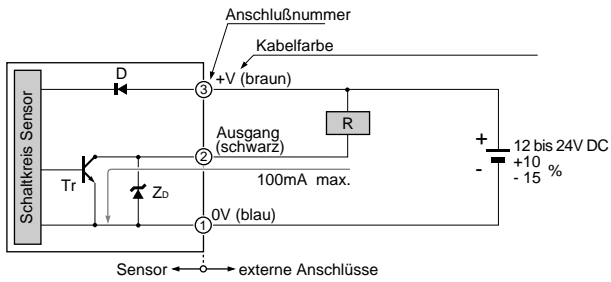 Anschlußnummer
Kabelfarbe
D
3
+V (braun)
Schaltkreis Sensor
R
Ausgang
(schwarz)
2
+
12 bis 24V DC
+10
- 15 %
-
Tr
ZD
100mA max.
0V (blau)
1
Sensor
externe Anschlüsse